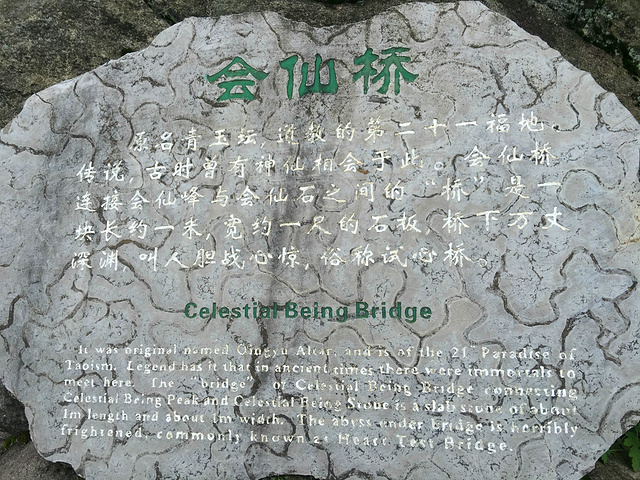 会仙桥
原名青玉坛,道教的第二十一福地。
传说,古时曾有神仙相会于此。会仙桥
连接会仙峰与会仙石之间的“桥”是一
块长约一米,宽约一尺的石板,桥下万丈
深渊,叫人胆战心惊,俗称试心桥。
Celestial Being Bridge
It was original named Qingyu Altar, and is of the 21 Paradise of
Taoism. Legend has it that in ancient times there were immortals to
meet here. The "bridge" of Celestial Being Bridge connecting
Celestial Being Peak and Celestial Being Stone is a slab stone of about
1m length and about 1m width. The abyss under bridge is horribly
frightened, commonly known as Heart Test Bridge.